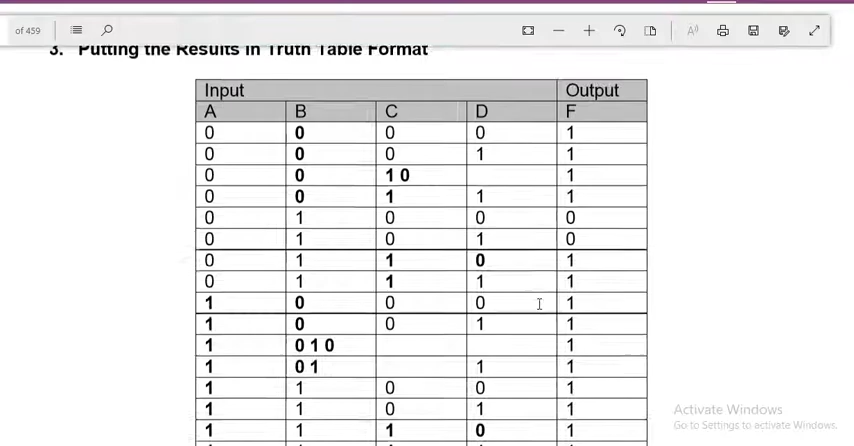 of 459
3. Putting the Results in Truth Table Format
Input Output
A B C D F
0 0 0 0 1
0 0 0 1 1
0 0 1 0 1
0 0 1 1 1
0 1 0 0 0
0 1 0 1 0
0 1 1 0 1
0 1 1 1 1
1 0 0 0 1
1 0 0 1 1
1 0 1 0 1
1 0 1 1 1
1 1 0 0 1
1 1 0 1 1
1 1 1 0 1
Activate Windows
Go to Settings to activate Windows.